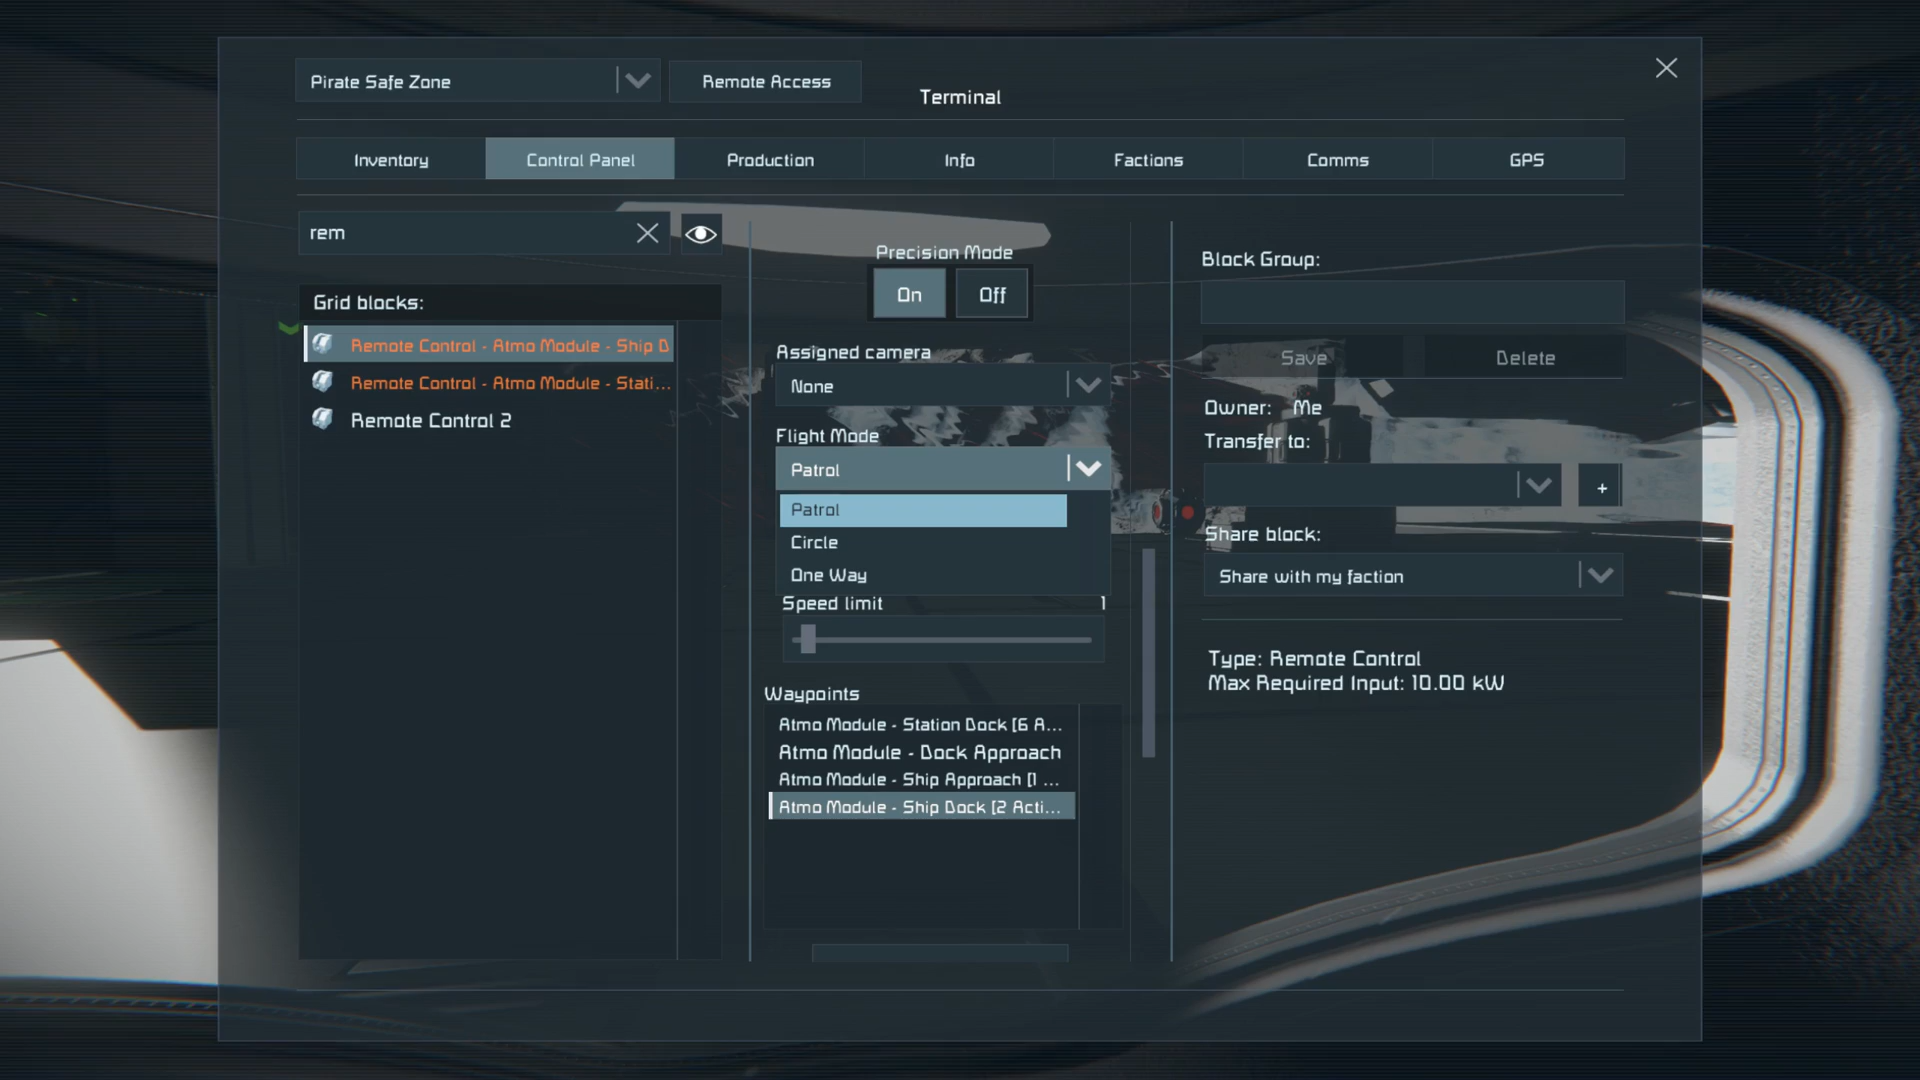 Pirate Safe Zone
Remote Access
Terminal
Inventory
Control Panel
Production
Info
Factions
Comms
GPS
rem
Grid blocks:
Remote Control - Atmo Module - Ship D
Remote Control - Atmo Module - Stati...
Remote Control 2
Precision Mode
On
Off
Assigned camera
None
Flight Mode
Patrol
Patrol
Circle
One Way
Speed limit
1
Waypoints
Atmo Module - Station Dock [6 A...
Atmo Module - Dock Approach
Atmo Module - Ship Approach [1 ...
Atmo Module - Ship Dock [2 Acti...
Block Group:
Save
Delete
Owner: Me
Transfer to:
+
Share block:
Share with my faction
Type: Remote Control
Max Required Input: 10.00 kW